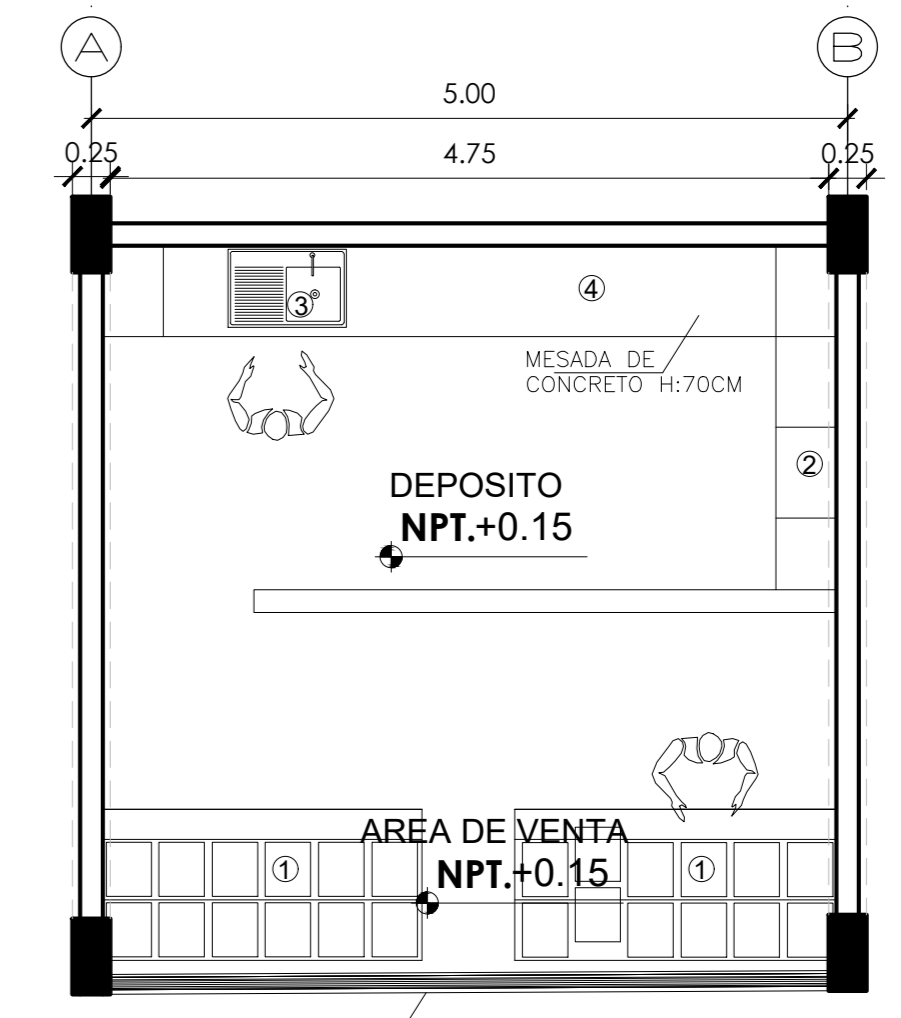 A B
5.00
0.25 4.75 0.25
3
4
MESADA DE
CONCRETO H:70CM
2
DEPOSITO
NPT.+0.15
AREA DE VENTA
1 1
NPT.+0.15